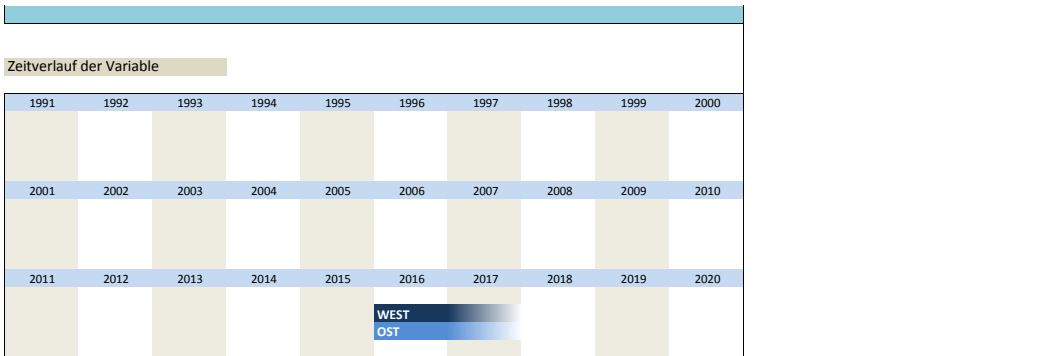 Zeitverlauf der Variable
1991 1992 1993 1994 1995 1996 1997 1998 1999 2000
2001 2002 2003 2004 2005 2006 2007 2008 2009 2010
2011 2012 2013 2014 2015 2016 2017 2018 2019 2020
WEST
OST